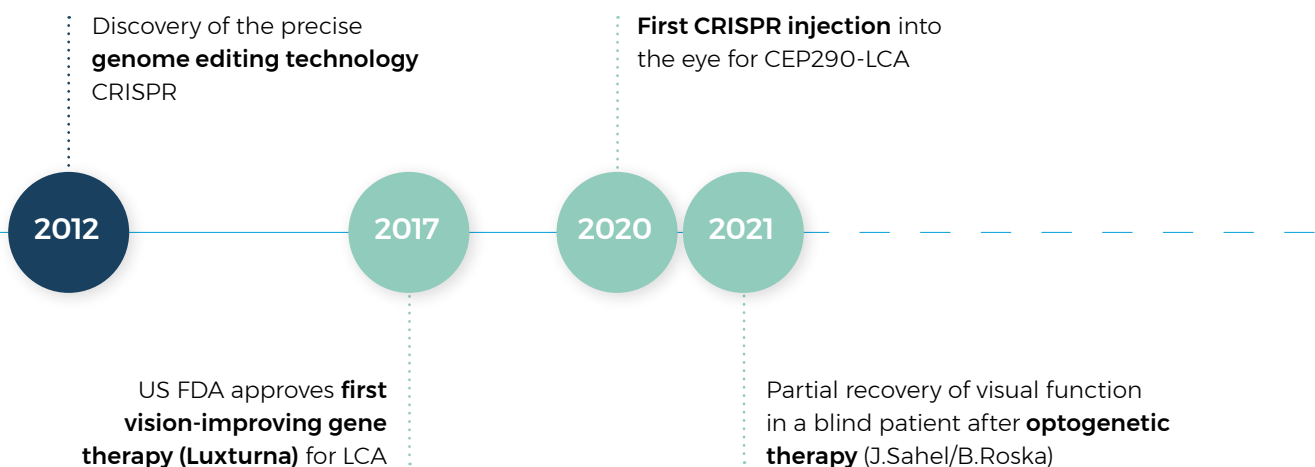 Discovery of the precise
genome editing technology
CRISPR
First CRISPR injection into
the eye for CEP290-LCA
2012
2017
2020
2021
US FDA approves first
vision-improving gene
therapy (Luxturna) for LCA
Partial recovery of visual function
in a blind patient after optogenetic
therapy (J.Sahel/B.Roska)